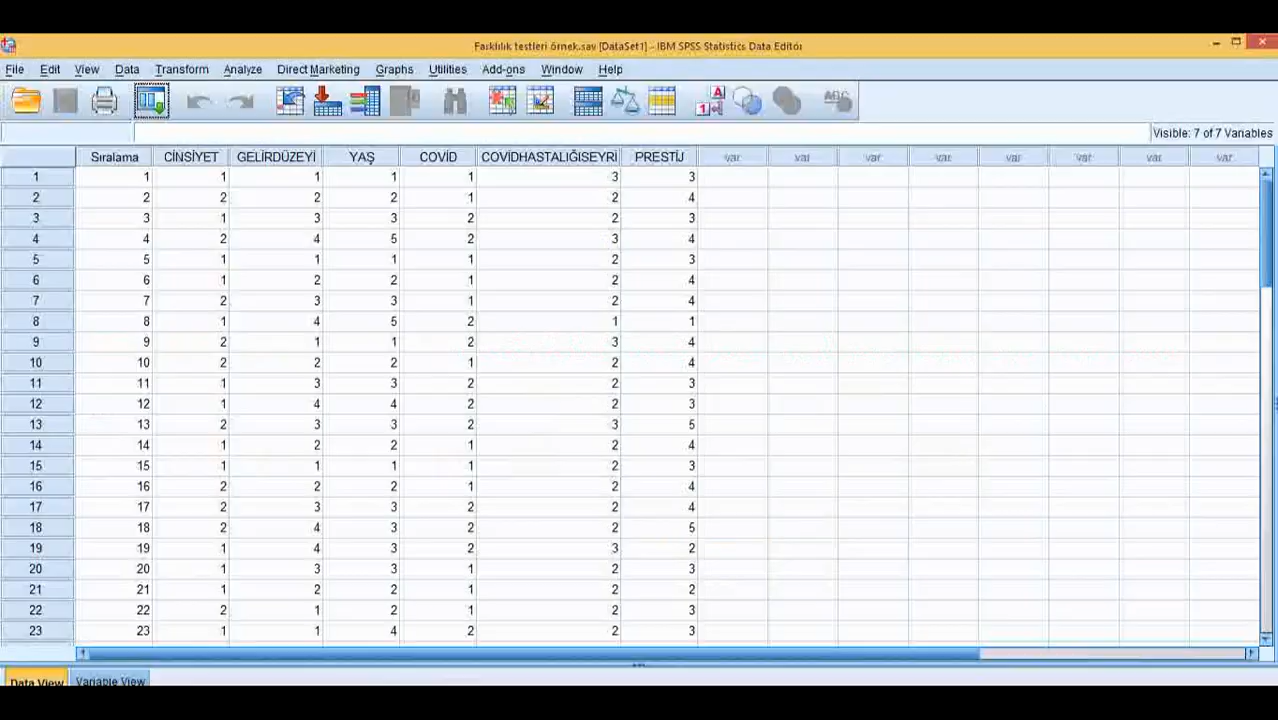 Farklılık testleri örnek.sav [DataSet1] - IBM SPSS Statistics Data Editor
File Edit View Data Transform Analyze Direct Marketing Graphs Utilities Add-ons Window Help
Visible: 7 of 7 Variables
Sıralama CİNSİYET GELİRDÜZEYİ YAŞ COVİD COVİDHASTALIĞISEYRİ PRESTİJ var var var var var var var var
1 1 1 1 1 1 3 3
2 2 2 2 2 1 2 4
3 3 1 3 3 2 2 3
4 4 2 4 5 2 3 4
5 5 1 1 1 1 2 3
6 6 1 2 2 1 2 4
7 7 2 3 3 1 2 4
8 8 1 4 5 2 1 1
9 9 2 1 1 2 3 4
10 10 2 2 2 1 2 4
11 11 1 3 3 2 2 3
12 12 1 4 4 2 2 3
13 13 2 3 3 2 3 5
14 14 1 2 2 1 2 4
15 15 1 1 1 1 2 3
16 16 2 2 2 1 2 4
17 17 2 3 3 2 2 4
18 18 2 4 3 2 2 5
19 19 1 4 3 2 3 2
20 20 1 3 3 1 2 3
21 21 1 2 2 1 2 2
22 22 2 1 2 1 2 3
23 23 1 1 4 2 2 3
Data View Variable View